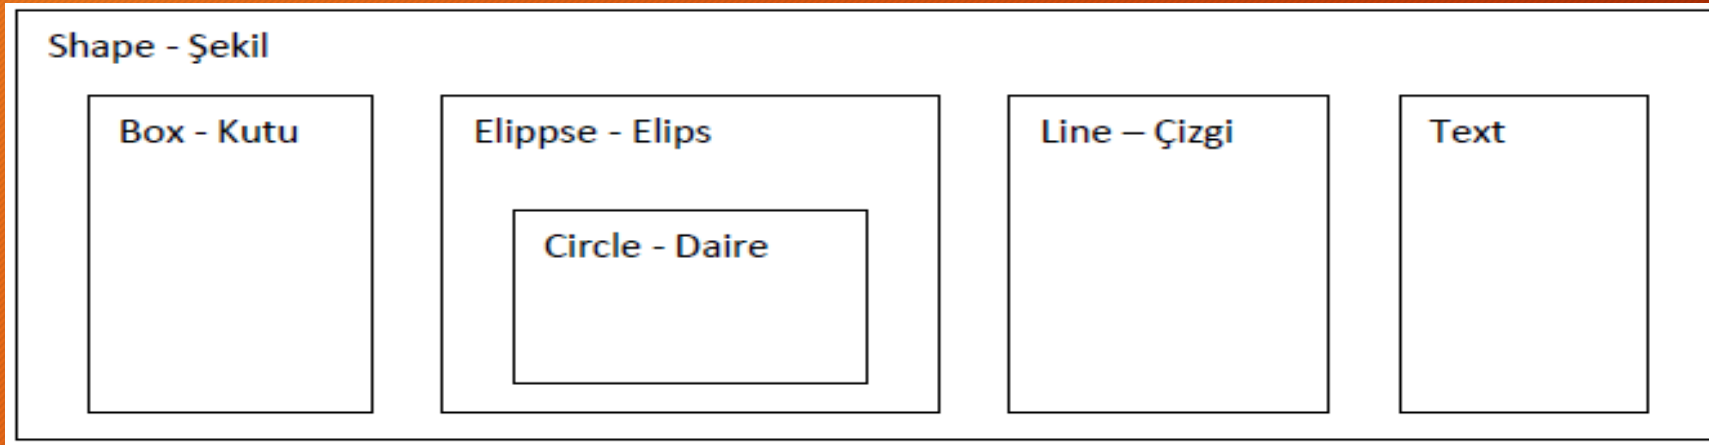 Shape - Şekil
Box - Kutu
Elippse - Elips
Line – Çizgi
Text
Circle - Daire